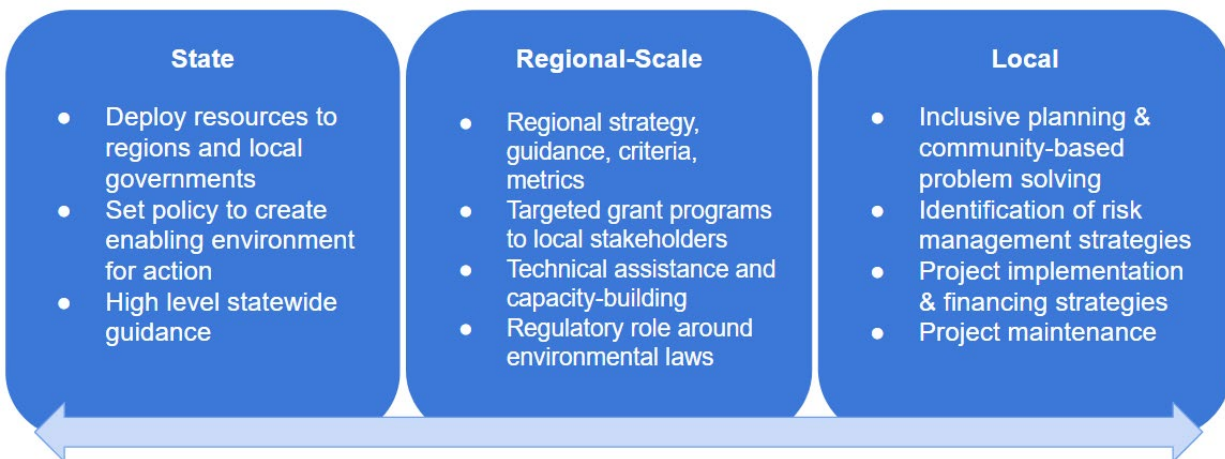 State
● Deploy resources to
regions and local
governments
● Set policy to create
enabling environment
for action
● High level statewide
guidance
Regional-Scale
● Regional strategy,
guidance, criteria,
metrics
● Targeted grant programs
to local stakeholders
● Technical assistance and
capacity-building
● Regulatory role around
environmental laws
Local
● Inclusive planning &
community-based
problem solving
● Identification of risk
management strategies
● Project implementation
& financing strategies
● Project maintenance